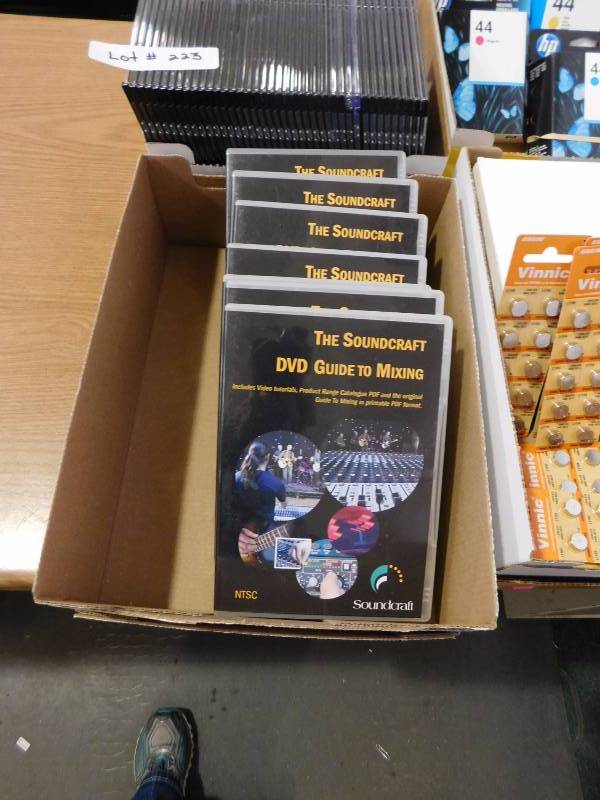 LOT # 223
THE SOUNDCRAFT
THE SOUNDCRAFT
THE SOUNDCRAFT
THE SOUNDCRAFT
THE SOUNDCRAFT
DVD GUIDE TO MIXING
Includes Video tutorials, Product Range Catalogue PDF and the original
Guide To Mixing in printable PDF format.
NTSC
Soundcraft
44
44
hp
Vinnic
Vinnic
Vinnic